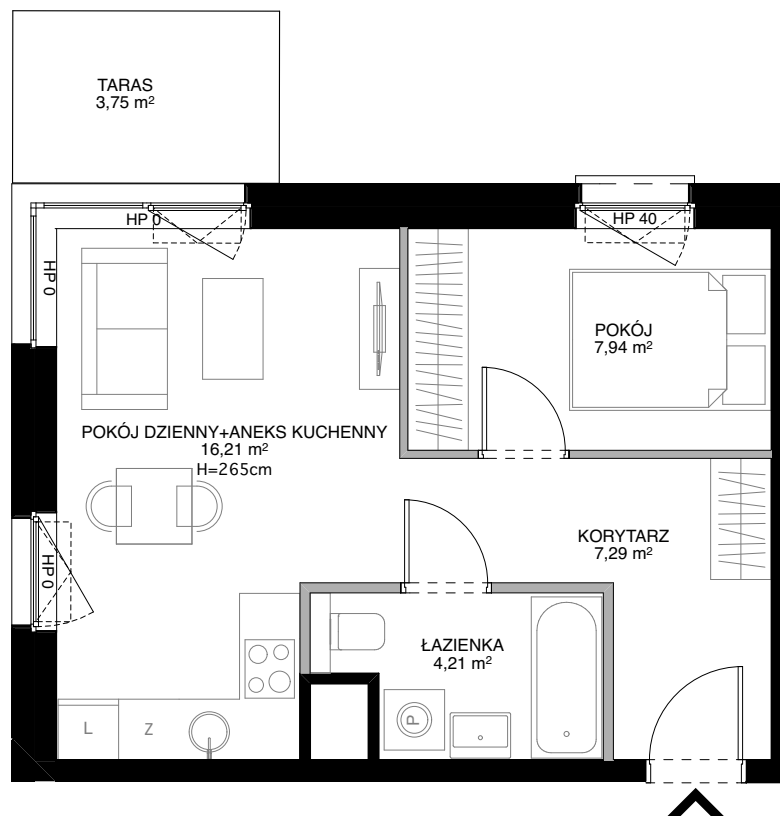 TARAS
3,75 m²
HP 0
HP 40
HP 0
POKÓJ
7,94 m²
POKÓJ DZIENNY+ANEKS KUCHENNY
16,21 m²
H=265cm
KORYTARZ
7,29 m²
HP 0
ŁAZIENKA
4,21 m²
L
Z
P